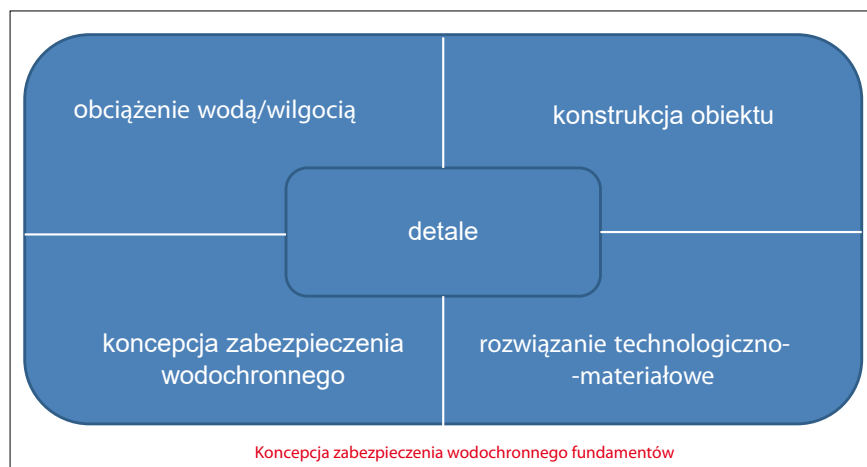 obciążenie wodą/wilgocią
konstrukcja obiektu
detale
koncepcja zabezpieczenia
wodochronnego
rozwiązanie technologiczno-
-materiałowe
Koncepcja zabezpieczenia wodochronnego fundamentów